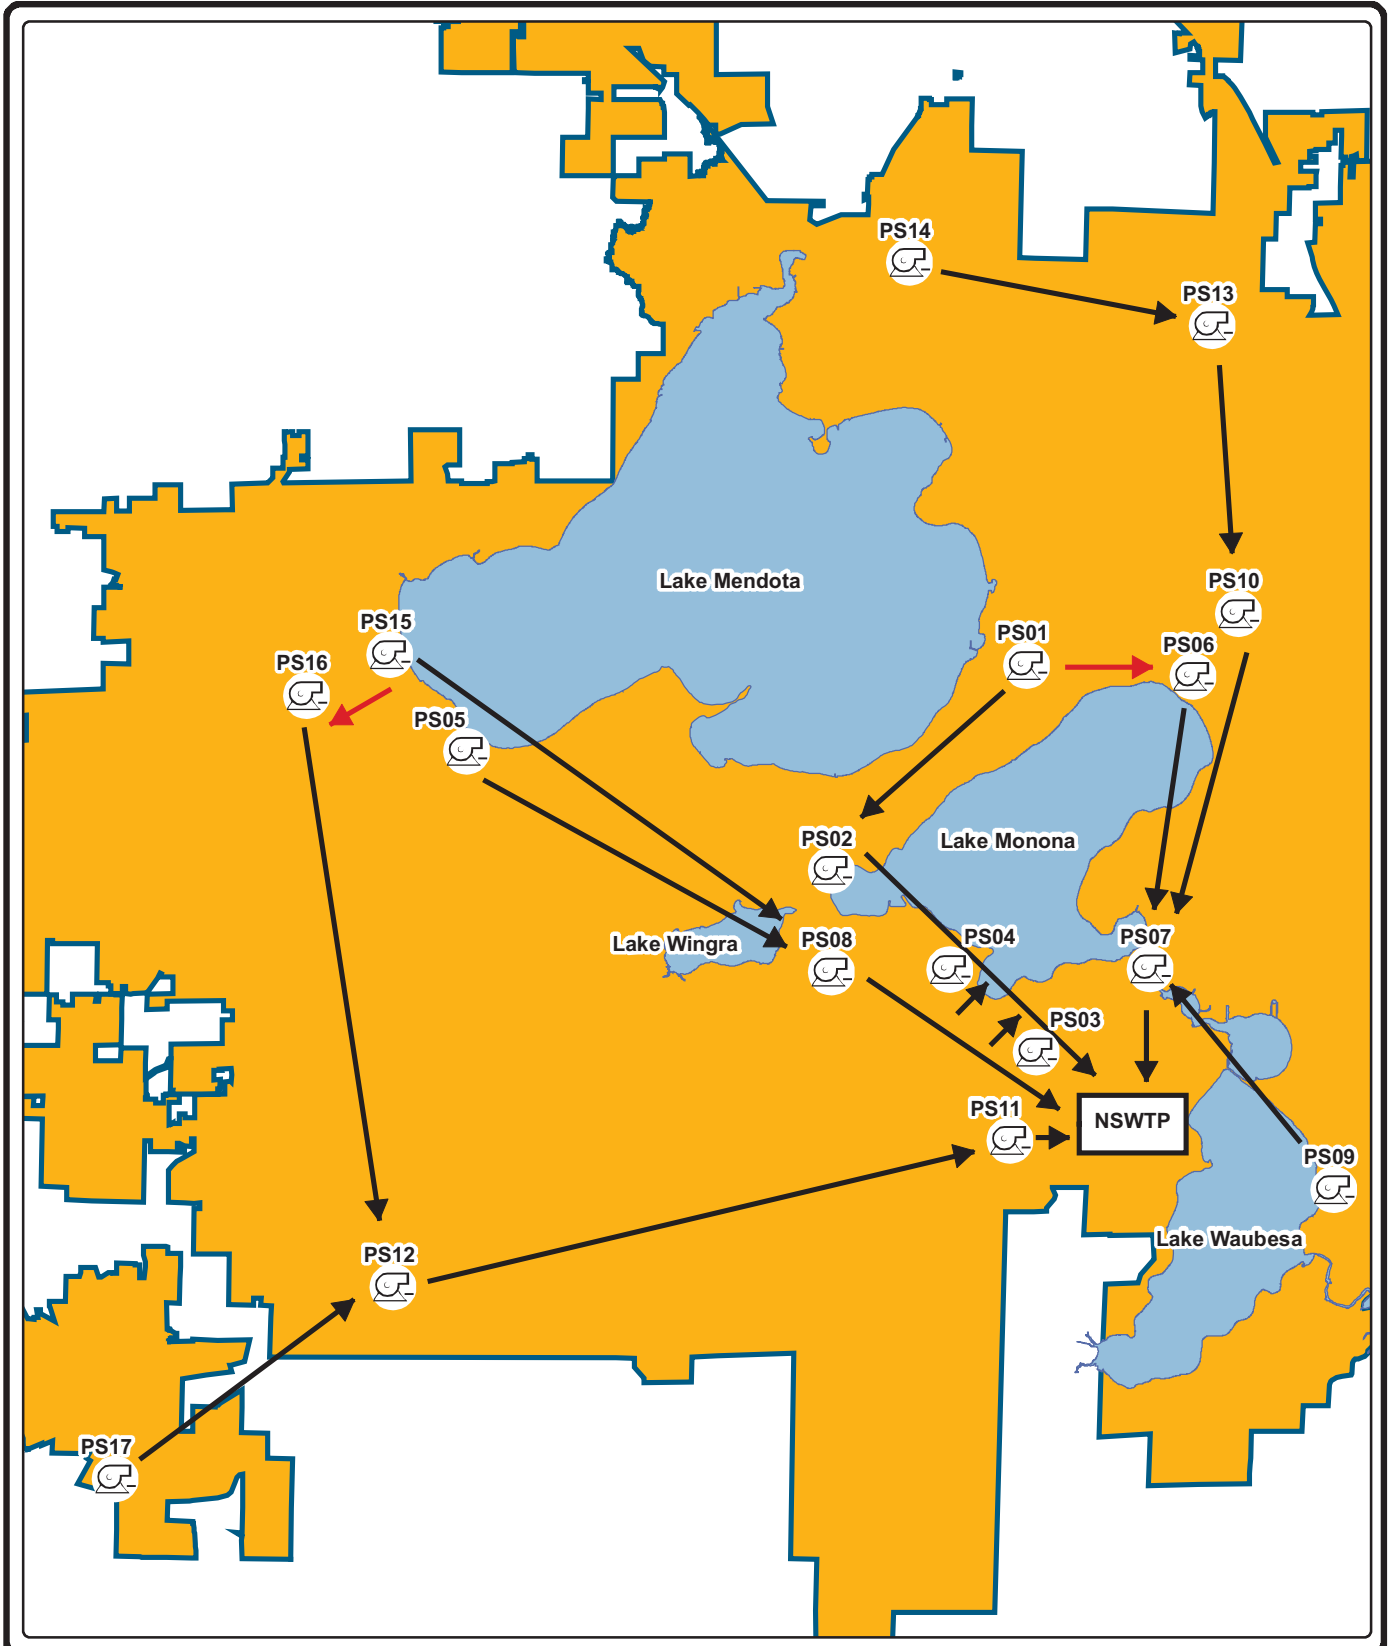 PS14
PS13
Lake Mendota
PS10
PS15
PS01
PS06
PS16
PS05
PS02
Lake Monona
Lake Wingra
PS08
PS04
PS07
PS03
PS11
NSWTP
PS09
Lake Waubesa
PS12
PS17